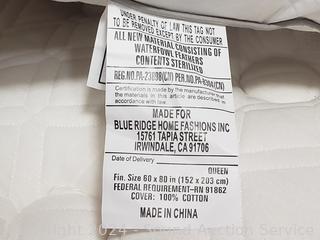 UNDER PENALTY OF LAW THIS TAG NOT
TO BE REMOVED EXCEPT BY THE CONSUMER
ALL NEW MATERIAL CONSISTING OF
WATERFOWL FEATHERS
CONTENTS STERILIZED
Certification is made by the manufacturer that
the materials in this article are described in
accordance with law.
MADE FOR
BLUE RIDGE HOME FASHIONS INC
15761 TAPIA STREET
IRWINDALE, CA 91706
Date of Delivery
QUEEN
Fin. Size 60 x 80 in (152 x 203 cm)
FEDERAL REQUIREMENT-RN 91862
COVER: 100% COTTON
MADE IN CHINA
Auction Service